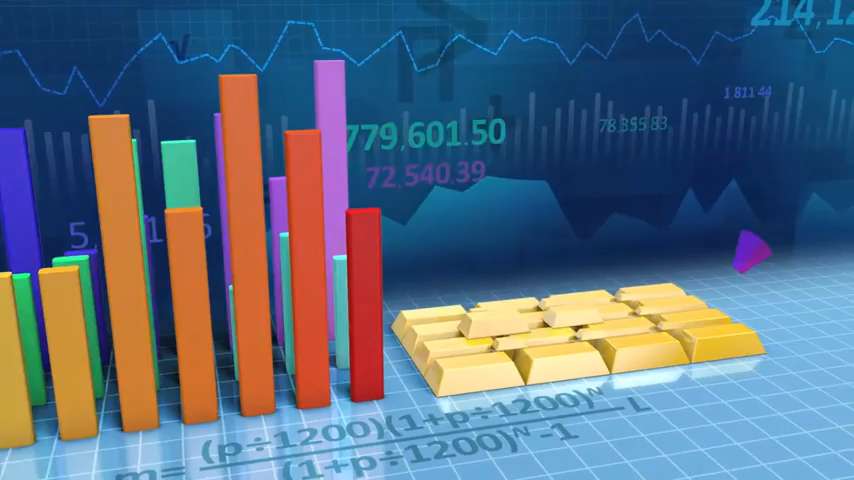 214,12
1 811 44
779,601.50
78,355 83
72,540.39
5,
(p÷1200)(1+p÷1200)ᴺ
m= L
(1+p÷1200)ᴺ-1